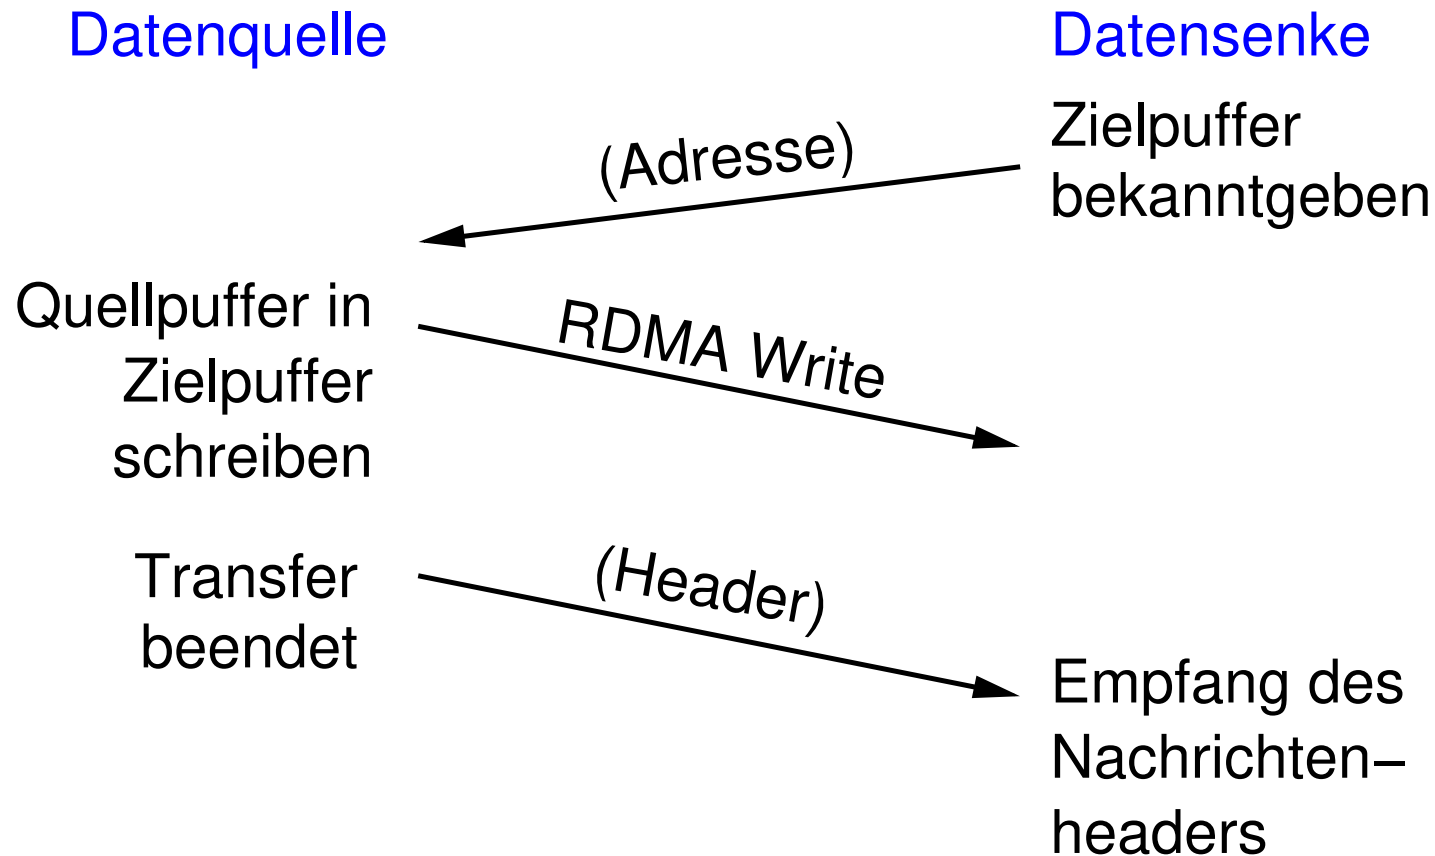 Datenquelle
Datensenke
Zielpuffer
bekanntgeben
(Adresse)
Quellpuffer in
Zielpuffer
schreiben
RDMA Write
Transfer
beendet
(Header)
Empfang des
Nachrichten–
headers